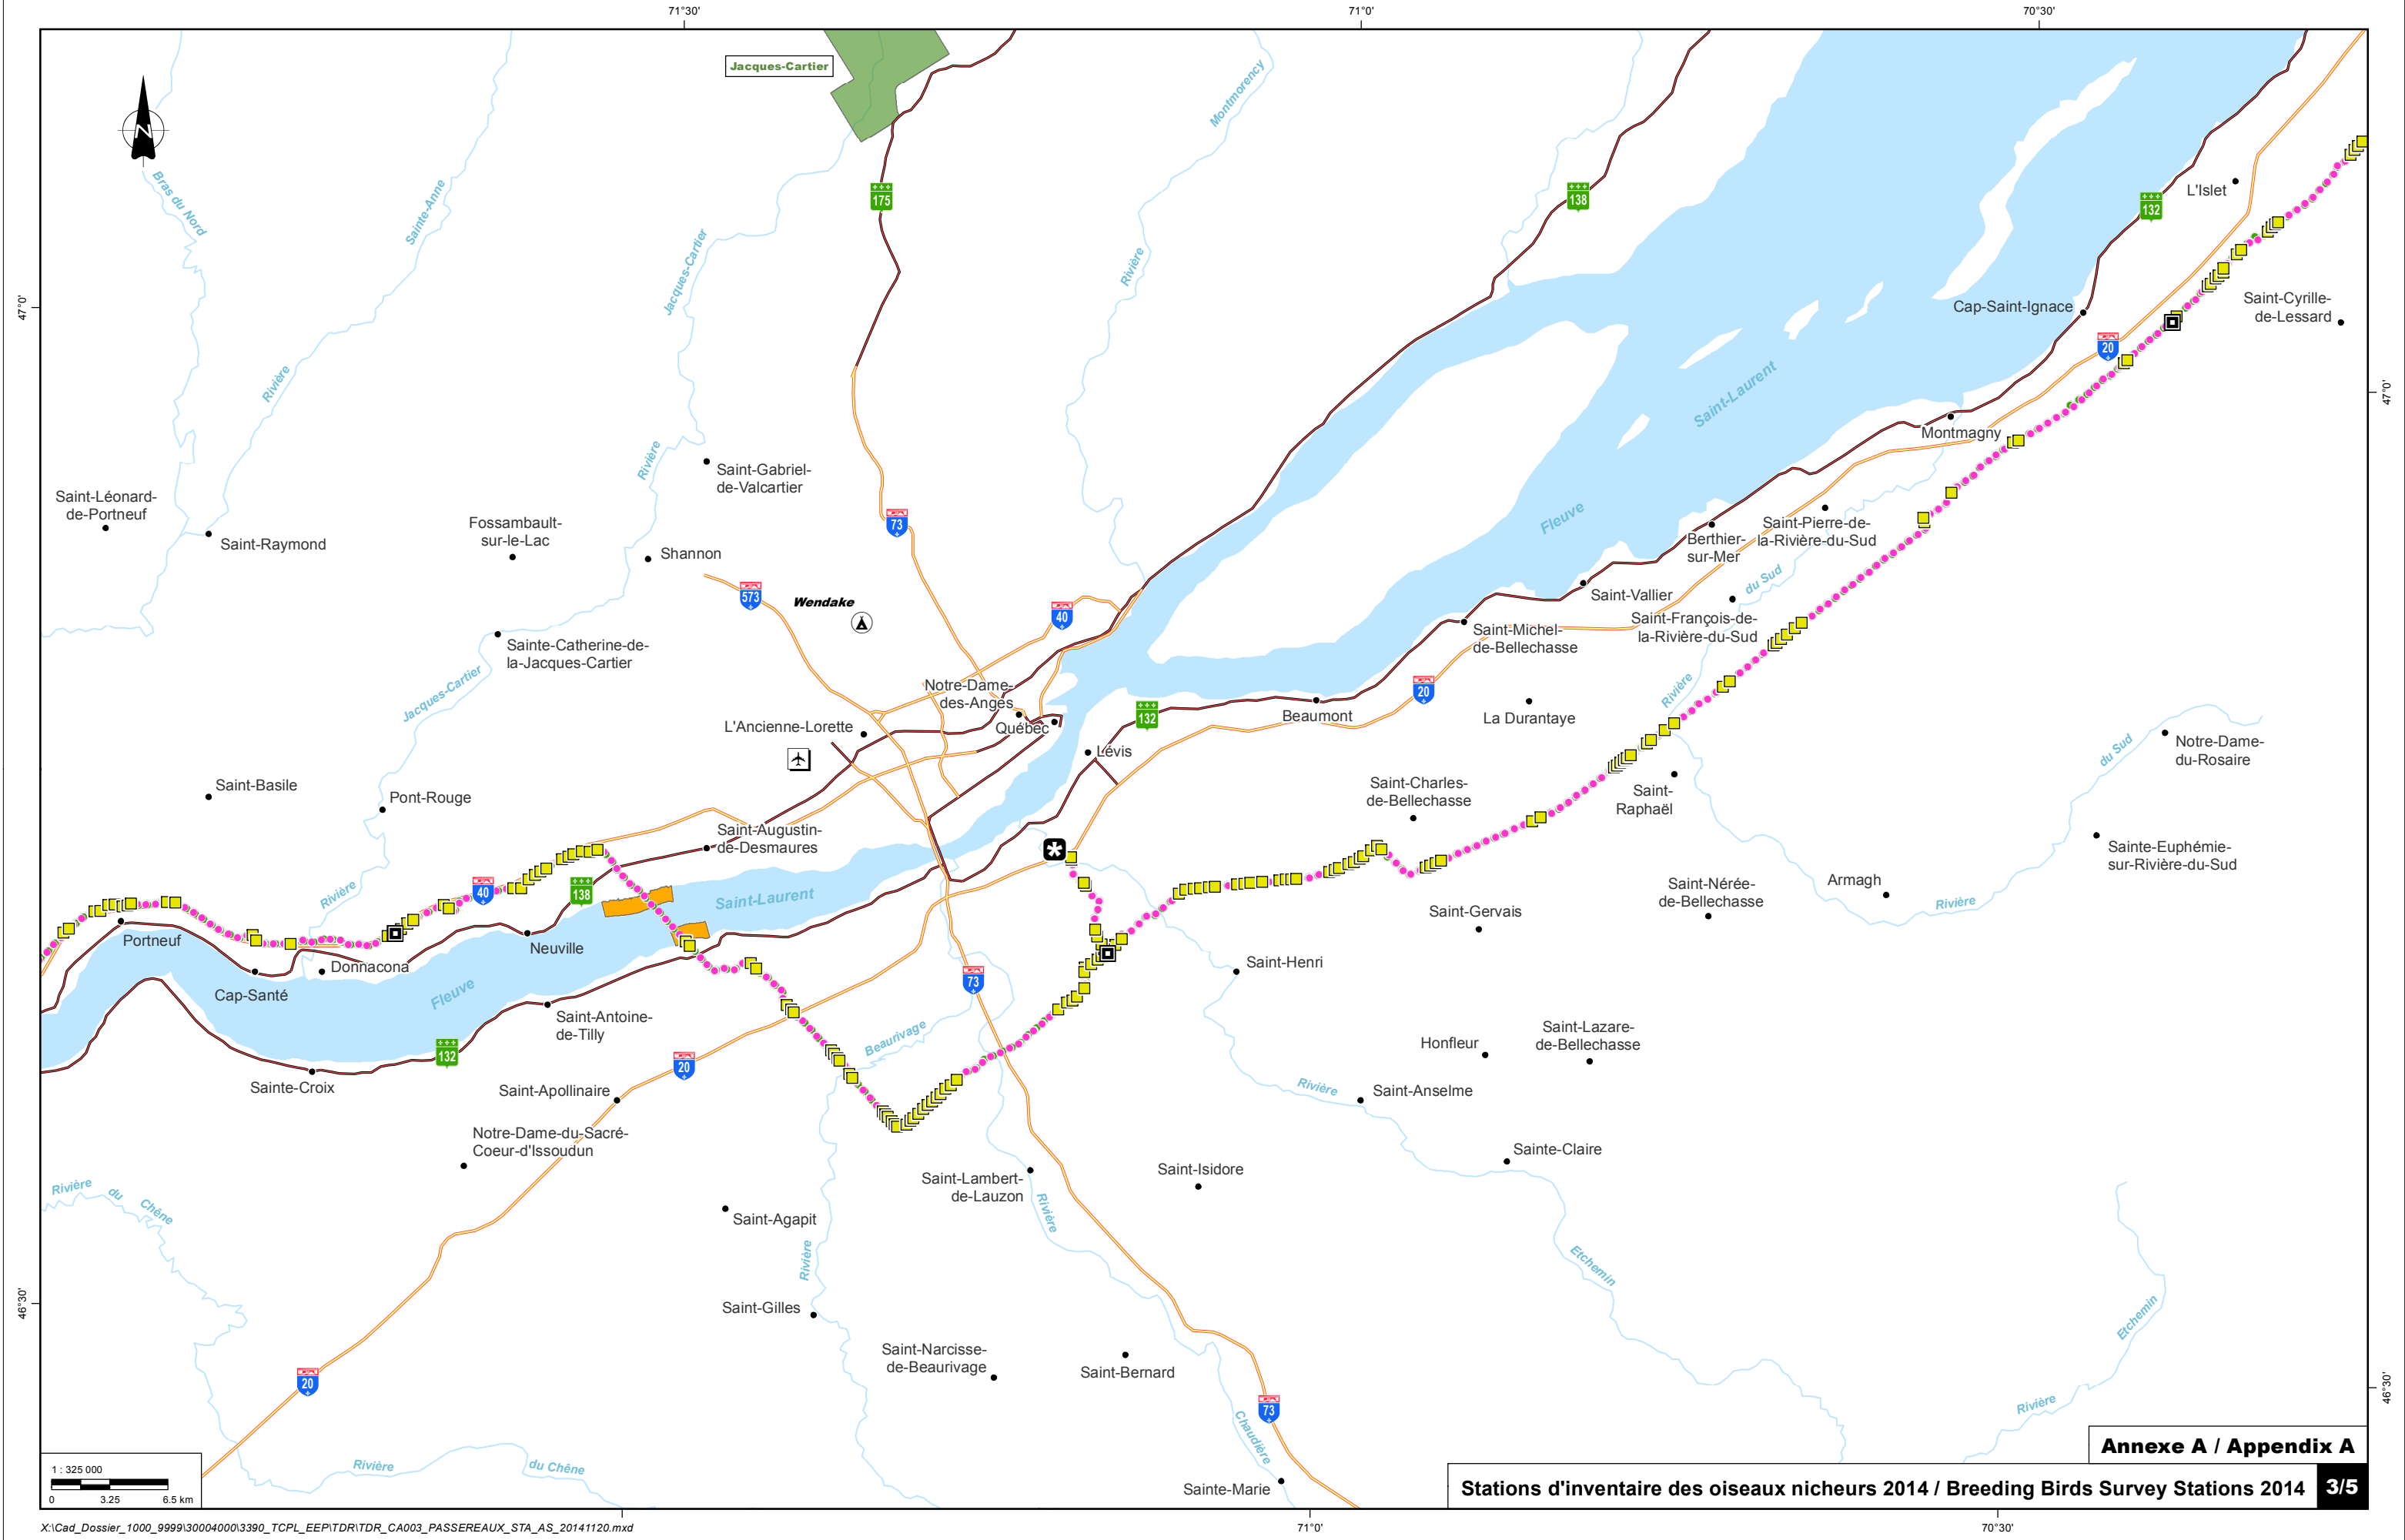 71°30'
71°0'
70°30'
Jacques-Cartier
N
Montmorency
Bras du Nord
Sainte-Anne
175
138
132
L'Islet
Jacques-Cartier
Rivière
47°0'
Cap-Saint-Ignace
Saint-Cyrille-
de-Lessard
20
Rivière
Saint-Laurent
47°0'
Montmagny
Rivière
Saint-Gabriel-
de-Valcartier
Saint-Léonard-
de-Portneuf
Saint-Raymond
Fossambault-
sur-le-Lac
Shannon
73
Fleuve
Saint-Pierre-de-
la-Rivière-du-Sud
Berthier-
sur-Mer
573
Wendake
40
du Sud
Saint-Vallier
Saint-François-de-
la-Rivière-du-Sud
Saint-Michel-
de-Bellechasse
Sainte-Catherine-de-
la-Jacques-Cartier
Jacques-Cartier
Notre-Dame-
des-Anges
Québec
L'Ancienne-Lorette
132
Beaumont
20
La Durantaye
Rivière
Lévis
Notre-Dame-
du-Rosaire
du Sud
Saint-Basile
Pont-Rouge
Saint-Charles-
de-Bellechasse
Saint-
Raphaël
Saint-Augustin-
de-Desmaures
Sainte-Euphémie-
sur-Rivière-du-Sud
Rivière
40
138
Saint-Laurent
Armagh
Rivière
Saint-Nérée-
de-Bellechasse
Saint-Gervais
Portneuf
Neuville
Donnacona
Cap-Santé
Fleuve
73
Saint-Henri
Saint-Antoine-
de-Tilly
Beaurivage
132
20
Honfleur
Saint-Lazare-
de-Bellechasse
Sainte-Croix
Saint-Apollinaire
Rivière
Saint-Anselme
Notre-Dame-du-Sacré-
Coeur-d'Issoudun
Sainte-Claire
Saint-Lambert-
de-Lauzon
Saint-Isidore
Rivière
du
Chêne
Saint-Agapit
Rivière
Rivière
Etchemin
46°30'
Saint-Gilles
Etchemin
Saint-Narcisse-
de-Beaurivage
Saint-Bernard
20
73
46°30'
Rivière
Chaudière
Annexe A / Appendix A
Rivière
du Chêne
Sainte-Marie
Stations d'inventaire des oiseaux nicheurs 2014 / Breeding Birds Survey Stations 2014
3/5
1 : 325 000
0
3.25
6.5 km
X:\Cad_Dossier_1000_9999\30004000\3390_TCPL_EEP\TDR\TDR_CA003_PASSEREAUX_STA_AS_20141120.mxd
71°0'
70°30'